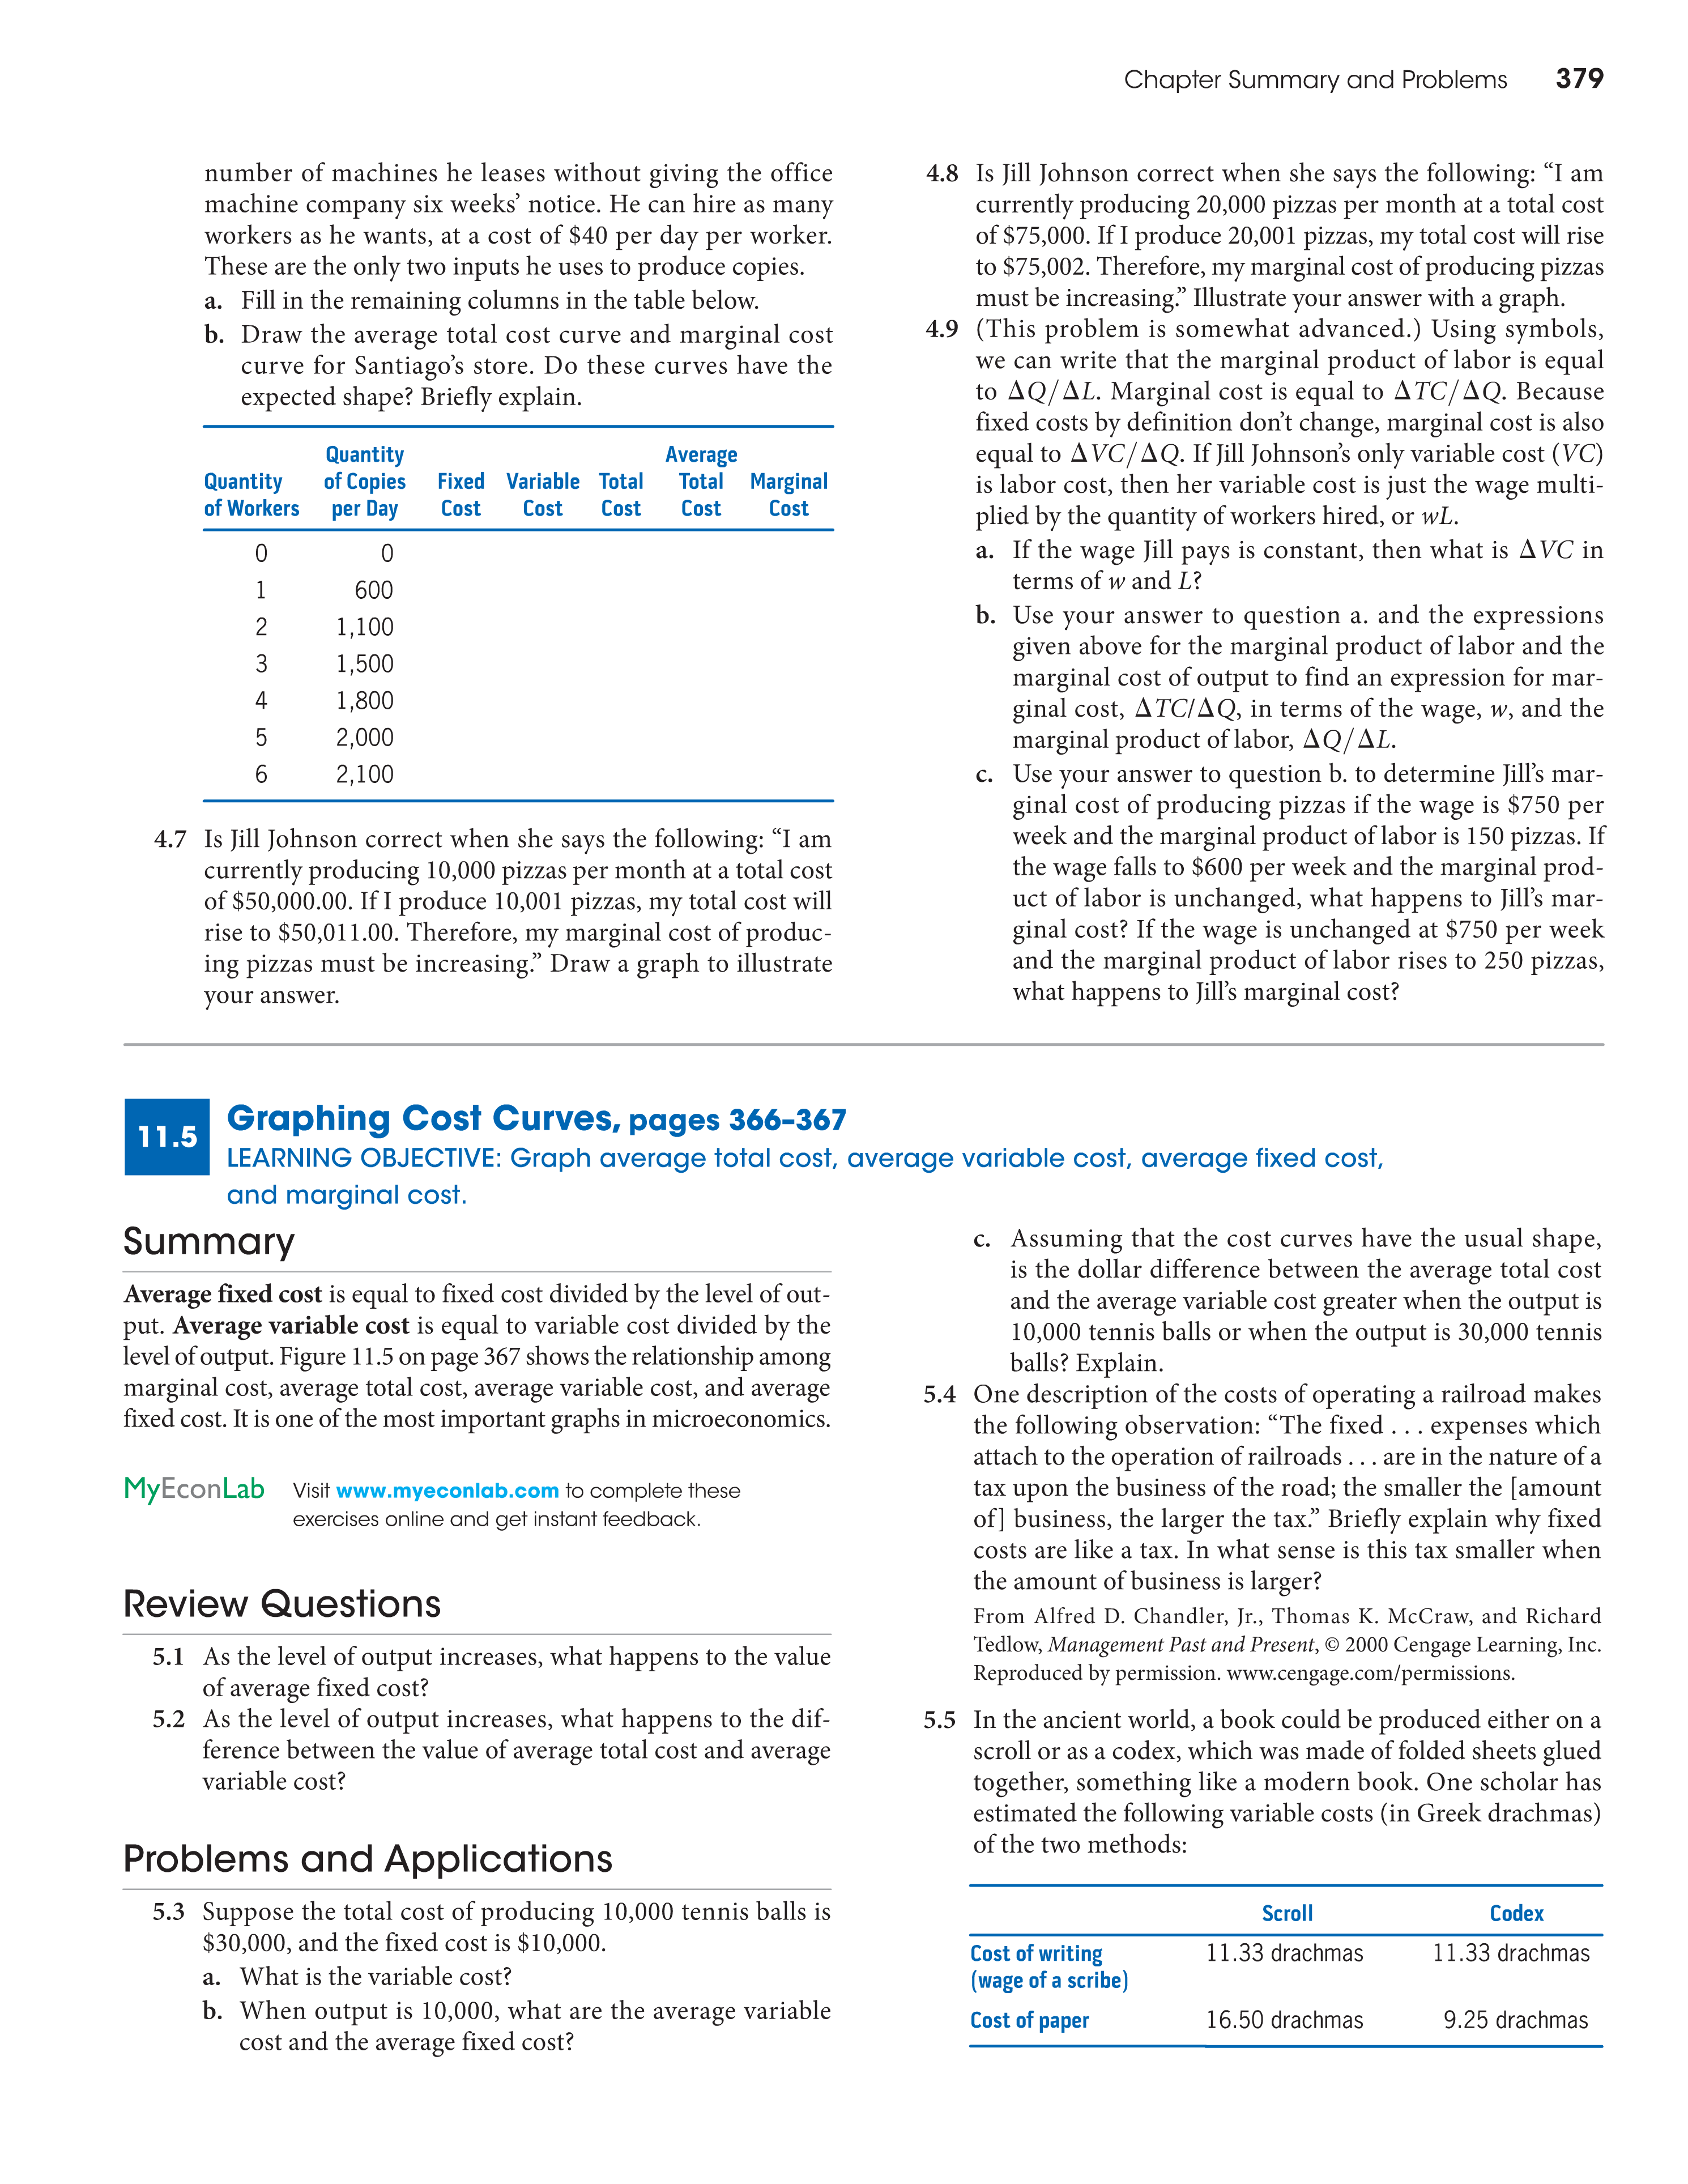 Chapter Summary and Problems 379
number of machines he leases without giving the office
machine company six weeks’ notice. He can hire as many
workers as he wants, at a cost of $40 per day per worker.
These are the only two inputs he uses to produce copies.
a. Fill in the remaining columns in the table below.
b. Draw the average total cost curve and marginal cost
curve for Santiago’s store. Do these curves have the
expected shape? Briefly explain.
Quantity Average
Quantity of Copies Fixed Variable Total Total Marginal
of Workers per Day Cost Cost Cost Cost Cost
0 0
1 600
2 1,100
3 1,500
4 1,800
5 2,000
6 2,100
4.7 Is Jill Johnson correct when she says the following: “I am
currently producing 10,000 pizzas per month at a total cost
of $50,000.00. If I produce 10,001 pizzas, my total cost will
rise to $50,011.00. Therefore, my marginal cost of produc-
ing pizzas must be increasing.” Draw a graph to illustrate
your answer.
4.8 Is Jill Johnson correct when she says the following: “I am
currently producing 20,000 pizzas per month at a total cost
of $75,000. If I produce 20,001 pizzas, my total cost will rise
to $75,002. Therefore, my marginal cost of producing pizzas
must be increasing.” Illustrate your answer with a graph.
4.9 (This problem is somewhat advanced.) Using symbols,
we can write that the marginal product of labor is equal
to ΔQ/ΔL. Marginal cost is equal to ΔTC/ΔQ. Because
fixed costs by definition don’t change, marginal cost is also
equal to ΔVC/ΔQ. If Jill Johnson’s only variable cost (VC)
is labor cost, then her variable cost is just the wage multi-
plied by the quantity of workers hired, or wL.
a. If the wage Jill pays is constant, then what is ΔVC in
terms of w and L?
b. Use your answer to question a. and the expressions
given above for the marginal product of labor and the
marginal cost of output to find an expression for mar-
ginal cost, ΔTC/ΔQ, in terms of the wage, w, and the
marginal product of labor, ΔQ/ΔL.
c. Use your answer to question b. to determine Jill’s mar-
ginal cost of producing pizzas if the wage is $750 per
week and the marginal product of labor is 150 pizzas. If
the wage falls to $600 per week and the marginal prod-
uct of labor is unchanged, what happens to Jill’s mar-
ginal cost? If the wage is unchanged at $750 per week
and the marginal product of labor rises to 250 pizzas,
what happens to Jill’s marginal cost?
11.5 Graphing Cost Curves, pages 366–367
LEARNING OBJECTIVE: Graph average total cost, average variable cost, average fixed cost,
and marginal cost.
Summary
Average fixed cost is equal to fixed cost divided by the level of out-
put. Average variable cost is equal to variable cost divided by the
level of output. Figure 11.5 on page 367 shows the relationship among
marginal cost, average total cost, average variable cost, and average
fixed cost. It is one of the most important graphs in microeconomics.
MyEconLab Visit www.myeconlab.com to complete these
exercises online and get instant feedback.
Review Questions
5.1 As the level of output increases, what happens to the value
of average fixed cost?
5.2 As the level of output increases, what happens to the dif-
ference between the value of average total cost and average
variable cost?
Problems and Applications
5.3 Suppose the total cost of producing 10,000 tennis balls is
$30,000, and the fixed cost is $10,000.
a. What is the variable cost?
b. When output is 10,000, what are the average variable
cost and the average fixed cost?
c. Assuming that the cost curves have the usual shape,
is the dollar difference between the average total cost
and the average variable cost greater when the output is
10,000 tennis balls or when the output is 30,000 tennis
balls? Explain.
5.4 One description of the costs of operating a railroad makes
the following observation: “The fixed . . . expenses which
attach to the operation of railroads . . . are in the nature of a
tax upon the business of the road; the smaller the [amount
of] business, the larger the tax.” Briefly explain why fixed
costs are like a tax. In what sense is this tax smaller when
the amount of business is larger?
From Alfred D. Chandler, Jr., Thomas K. McCraw, and Richard
Tedlow, Management Past and Present, © 2000 Cengage Learning, Inc.
Reproduced by permission. www.cengage.com/permissions.
5.5 In the ancient world, a book could be produced either on a
scroll or as a codex, which was made of folded sheets glued
together, something like a modern book. One scholar has
estimated the following variable costs (in Greek drachmas)
of the two methods:
Scroll Codex
Cost of writing 11.33 drachmas 11.33 drachmas
(wage of a scribe)
Cost of paper 16.50 drachmas 9.25 drachmas